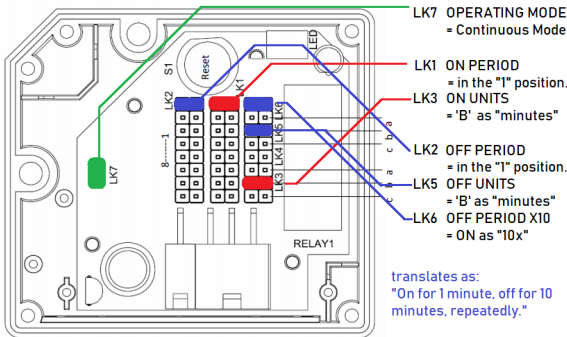 LK7 OPERATING MODE
= Continuous Mode
LK1 ON PERIOD
= in the "1" position.
LK3 ON UNITS
= 'B' as "minutes"
LK2 OFF PERIOD
= in the "1" position.
LK5 OFF UNITS
= 'B' as "minutes"
LK6 OFF PERIOD X10
= ON as "10x"
translates as:
"On for 1 minute, off for 10
minutes, repeatedly."
LED
S1
Reset
LK2
LK1
LK6
LK5
LK4
LK3
8------1
a
b
c
a
b
c
LK7
RELAY1